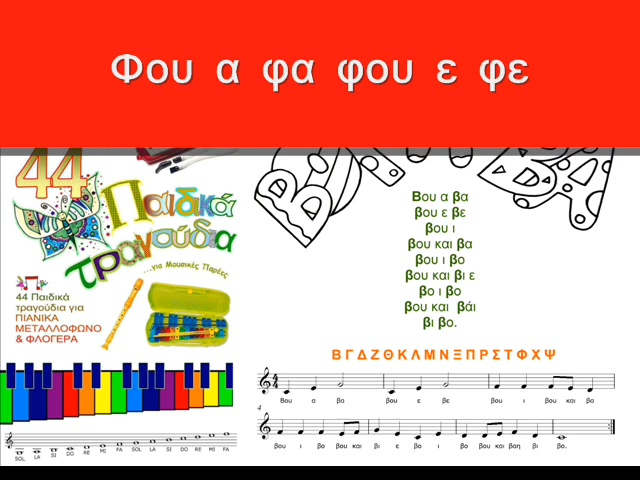 Φου α φα φου ε φε
44
Παιδικά
τραγούδια
...για Μουσικές Παρέες
44 Παιδικά
τραγούδια για
ΠΙΑΝΙΚΑ
ΜΕΤΑΛΛΟΦΩΝΟ
& ΦΛΟΓΕΡΑ
SOL LA SI DO RE MI FA SOL LA SI DO RE MI FA
Βου α βα
βου ε βε
βου ι
βου και βα
βου ι βο
βου και βι ε
βο ι βο
βου και βάι
βι βο.
Β Γ Δ Ζ Θ Κ Λ Μ Ν Ξ Π Ρ Σ Τ Φ Χ Ψ
Βου α βα βου ε βε βου ι βου και βα
4
βου ι βο βου και βι ε βο ι βο βου και βαη βι βο.